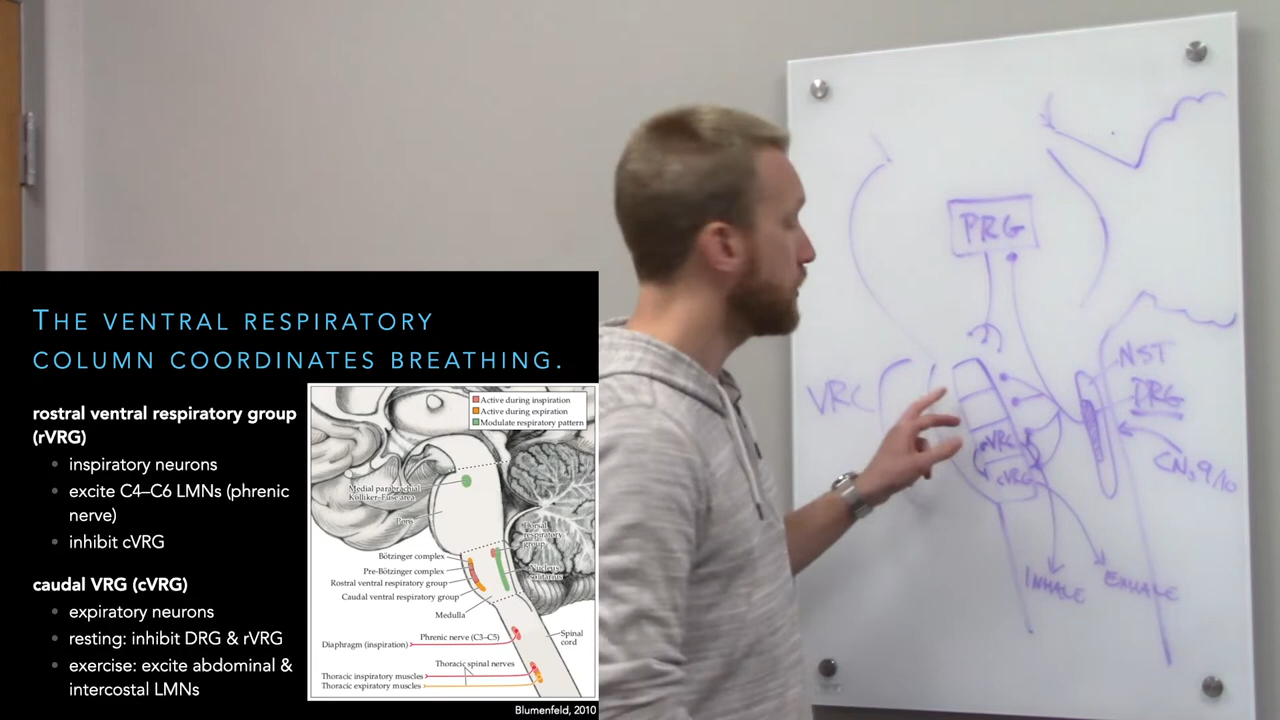 THE VENTRAL RESPIRATORY
COLUMN COORDINATES BREATHING.
rostral ventral respiratory group
(rVRG)
inspiratory neurons
excite C4–C6 LMNs (phrenic
nerve)
inhibit cVRG
caudal VRG (cVRG)
expiratory neurons
resting: inhibit DRG & rVRG
exercise: excite abdominal &
intercostal LMNs
Active during inspiration
Active during expiration
Modulate respiratory pattern
Medial parabrachial
Kölliker-Fuse area
Pons
Dorsal
respiratory
group
Bötzinger complex
Pre-Bötzinger complex
Rostral ventral respiratory group
Caudal ventral respiratory group
Nucleus
solitarius
Medulla
Phrenic nerve (C3–C5)
Diaphragm (inspiration)
Spinal
cord
Thoracic spinal nerves
Thoracic inspiratory muscles
Thoracic expiratory muscles
Blumenfeld, 2010
PRG
NST
VRC
DRG
rVRG
cVRG
CNs 9/10
INHALE
EXHALE